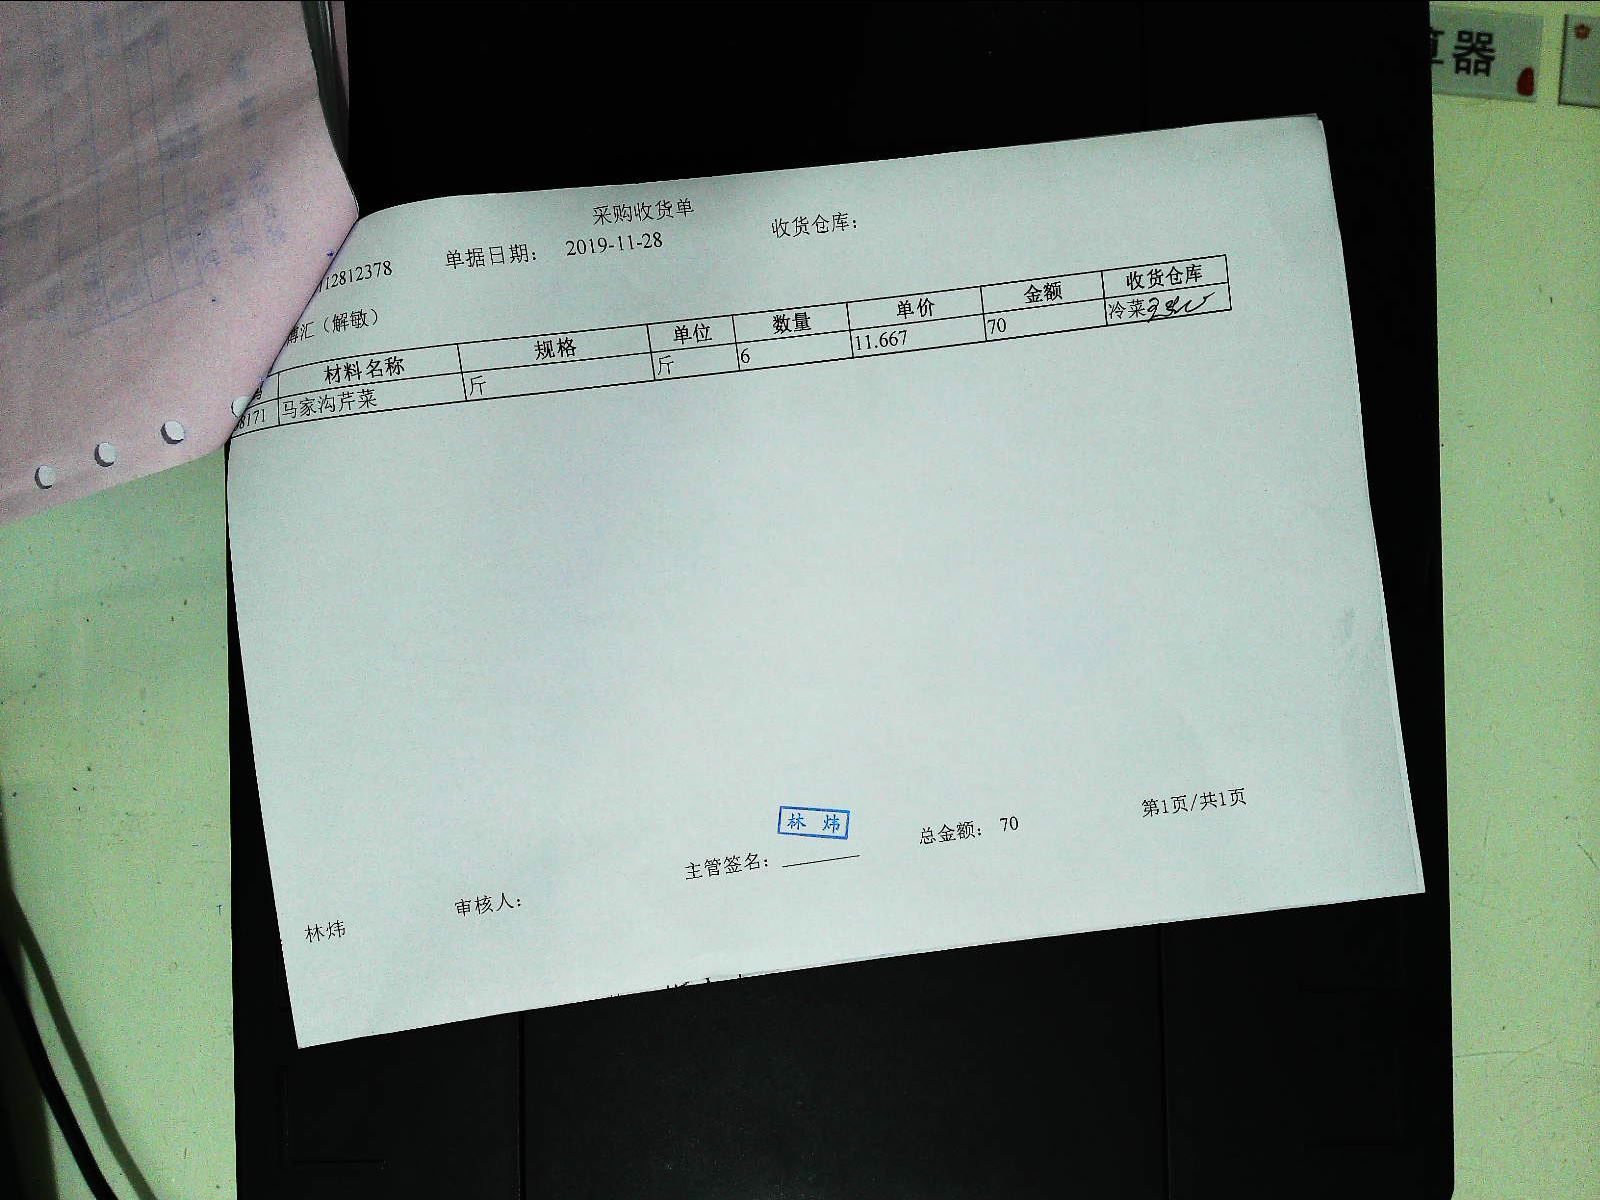 算器
采购收货单
12812378 单据日期： 2019-11-28 收货仓库：
博汇（解敏）
材料名称 规格 单位 数量 单价 金额 收货仓库
8171 马家沟芹菜 斤 斤 6 11.667 70 冷菜
林 炜
主管签名： 总金额： 70 第1页/共1页
林炜 审核人：